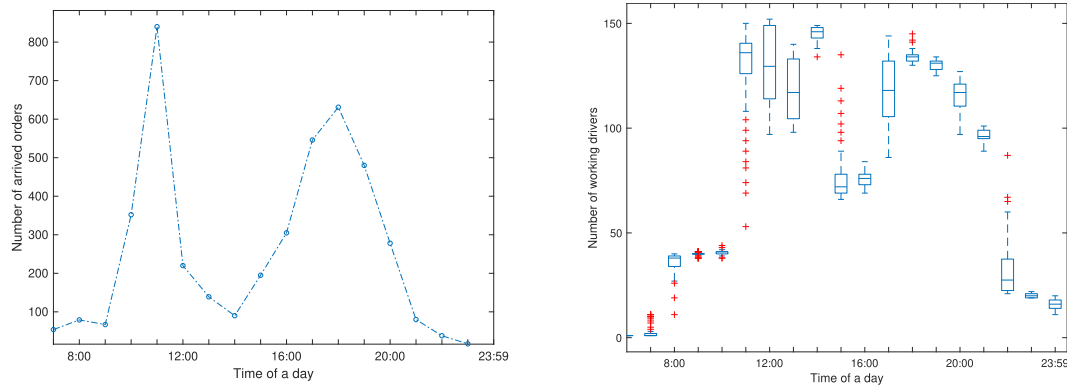 Number of arrived orders
800
700
600
500
400
300
200
100
8:00 12:00 16:00 20:00 23:59
Time of a day
Number of working drivers
150
100
50
0
8:00 12:00 16:00 20:00 23:59
Time of a day